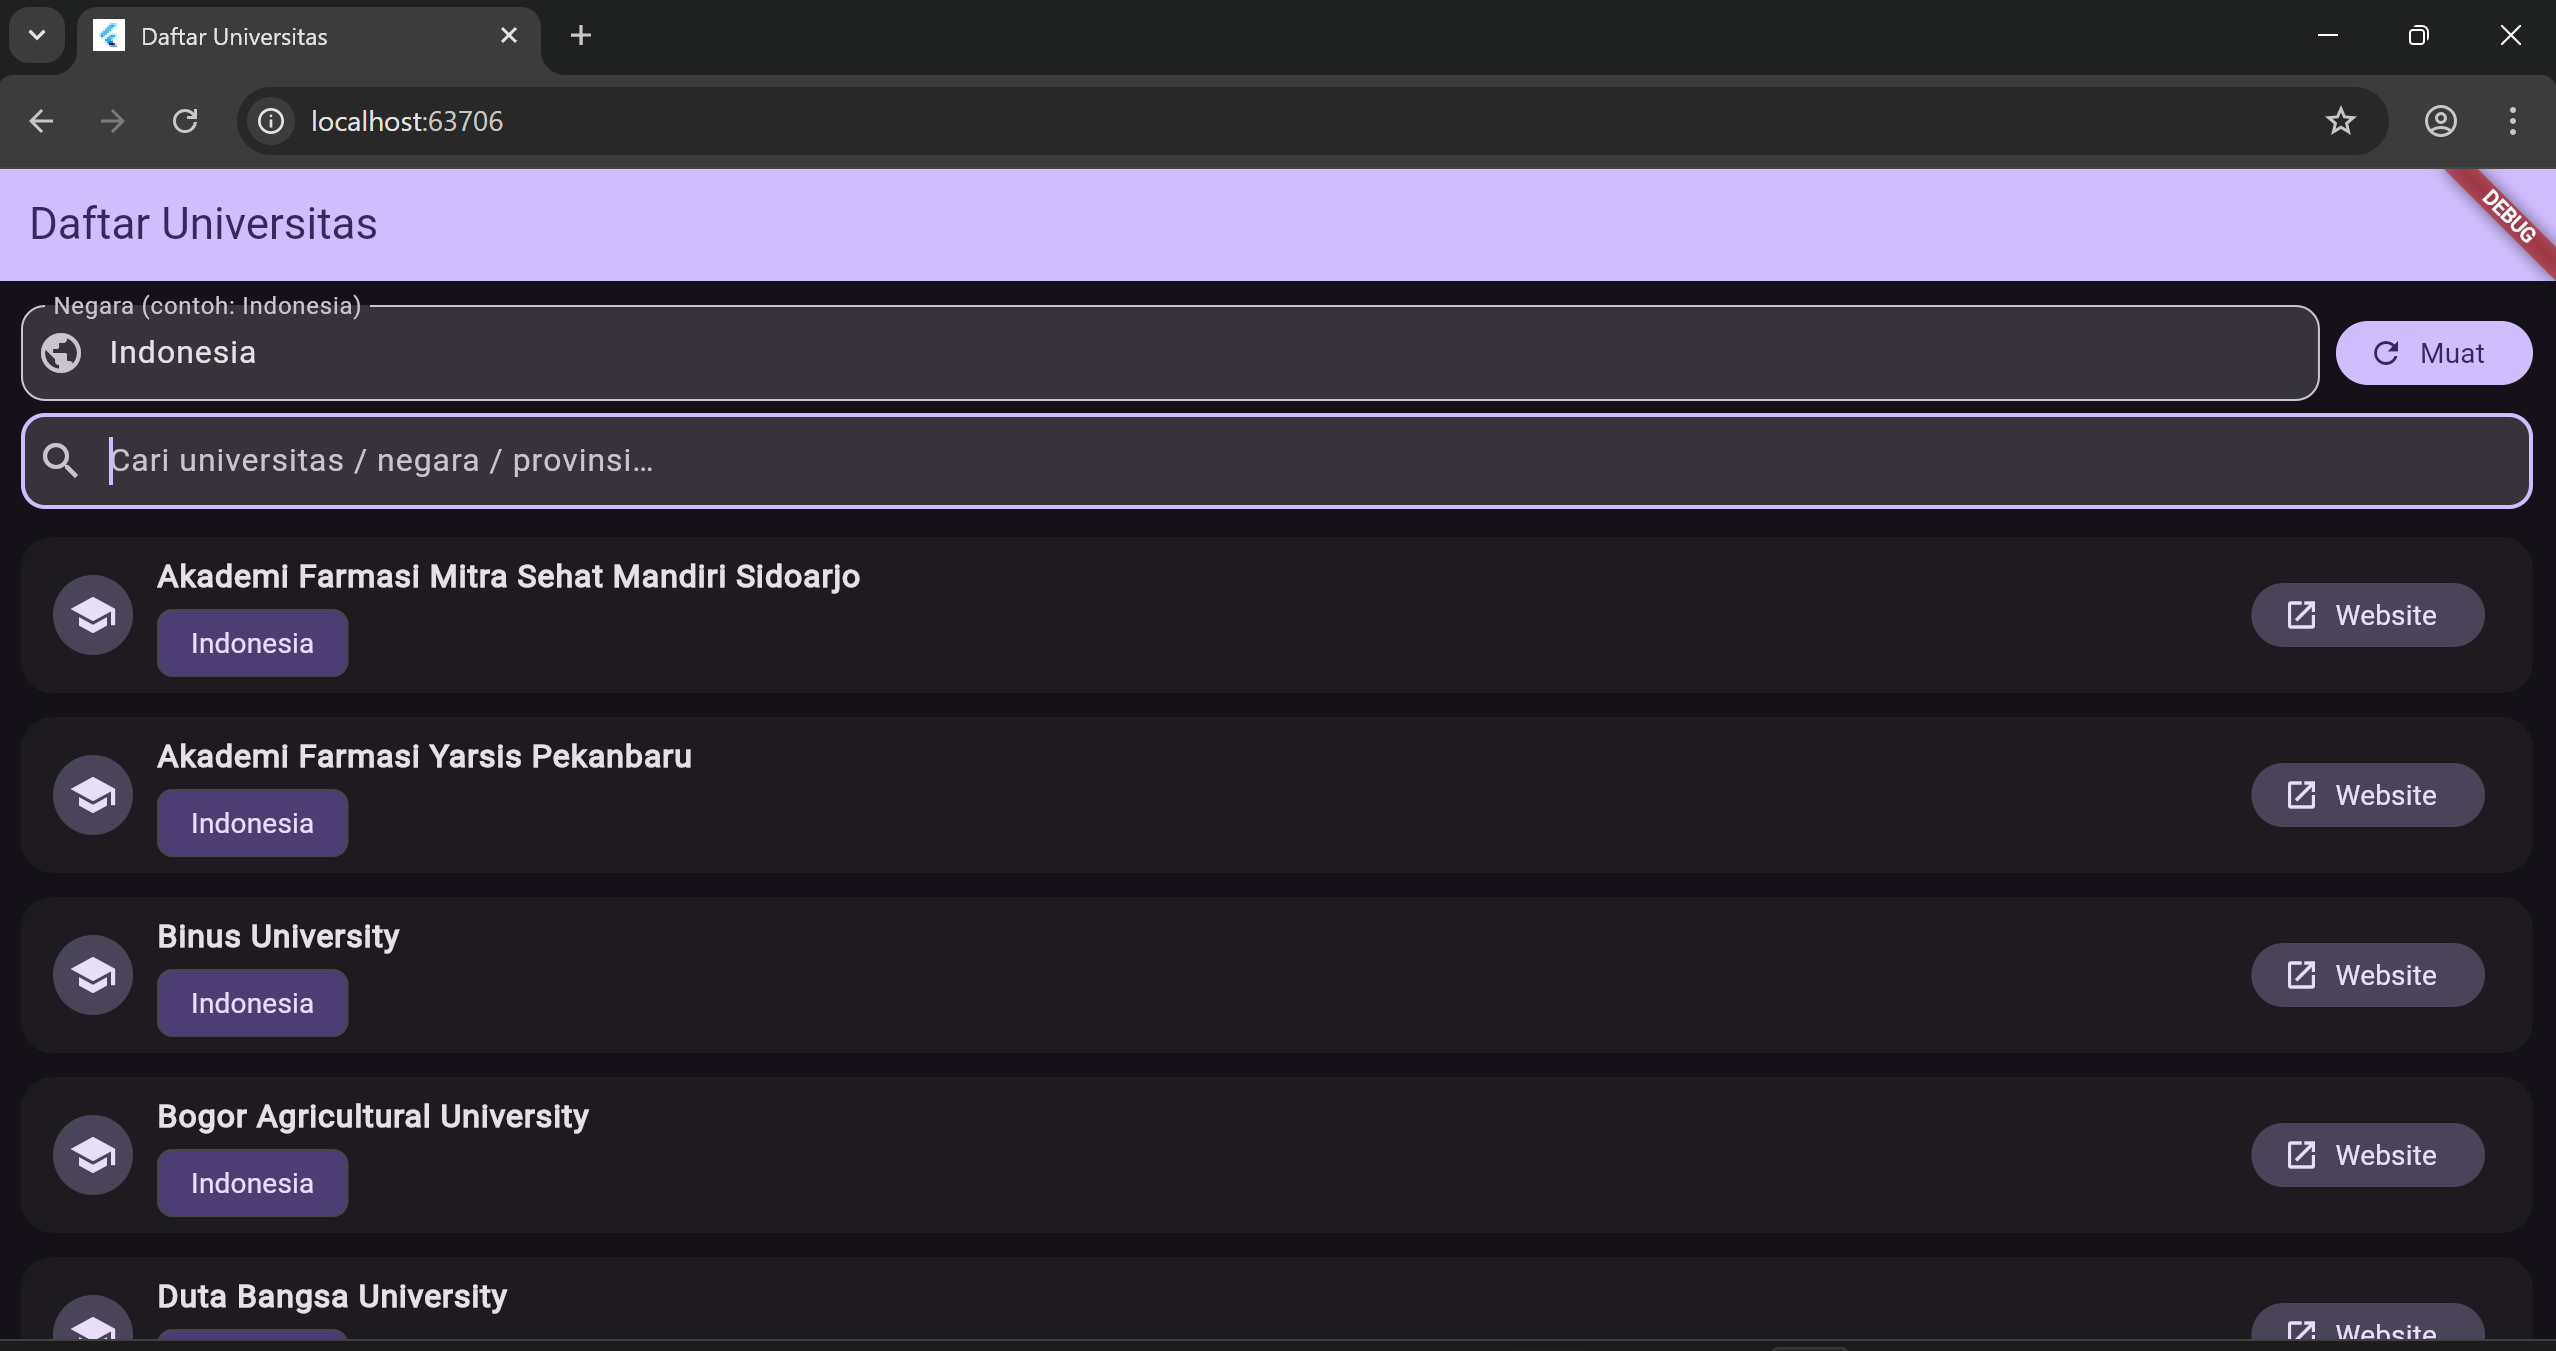 Daftar Universitas
localhost:63706
Daftar Universitas
DEBUG
Negara (contoh: Indonesia)
Indonesia
Muat
Cari universitas / negara / provinsi...
Akademi Farmasi Mitra Sehat Mandiri Sidoarjo
Indonesia
Website
Akademi Farmasi Yarsis Pekanbaru
Indonesia
Website
Binus University
Indonesia
Website
Bogor Agricultural University
Indonesia
Website
Duta Bangsa University
Website